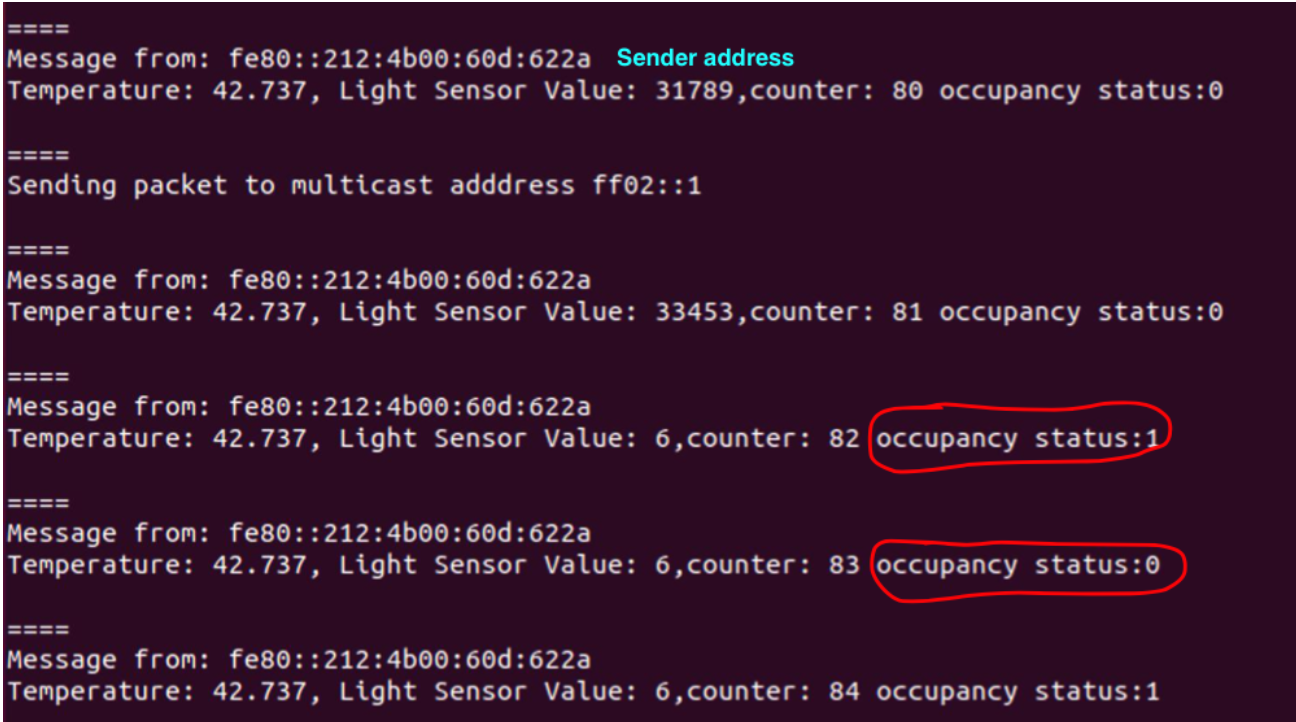 ====
Message from: fe80::212:4b00:60d:622a Sender address
Temperature: 42.737, Light Sensor Value: 31789,counter: 80 occupancy status:0
====
Sending packet to multicast adddress ff02::1
====
Message from: fe80::212:4b00:60d:622a
Temperature: 42.737, Light Sensor Value: 33453,counter: 81 occupancy status:0
====
Message from: fe80::212:4b00:60d:622a
Temperature: 42.737, Light Sensor Value: 6,counter: 82 occupancy status:1
====
Message from: fe80::212:4b00:60d:622a
Temperature: 42.737, Light Sensor Value: 6,counter: 83 occupancy status:0
====
Message from: fe80::212:4b00:60d:622a
Temperature: 42.737, Light Sensor Value: 6,counter: 84 occupancy status:1